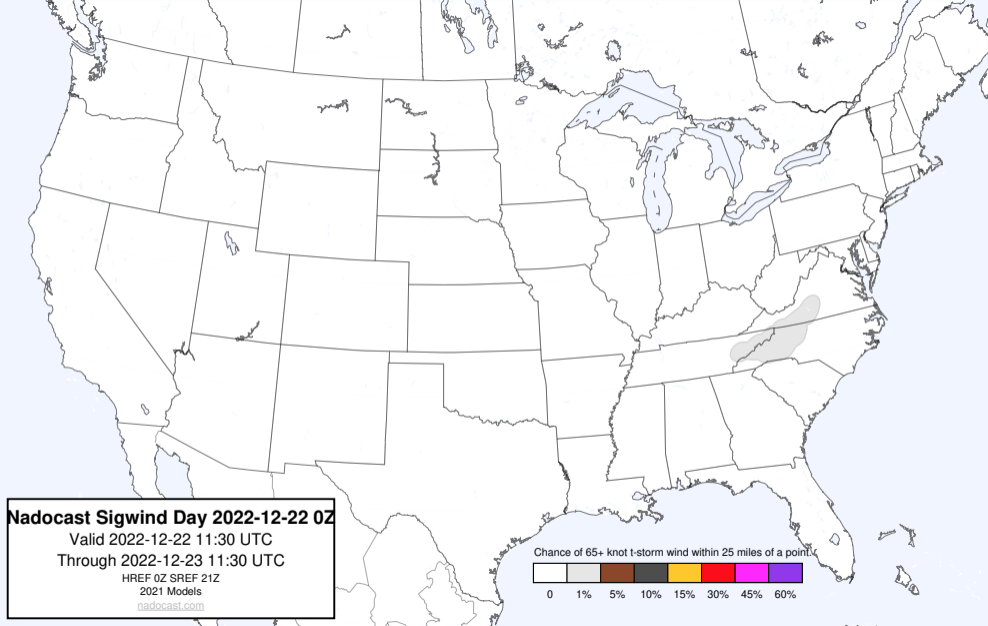 Nadocast Sigwind Day 2022-12-22 0Z
Valid 2022-12-22 11:30 UTC
Through 2022-12-23 11:30 UTC
HREF 0Z SREF 21Z
2021 Models
nadocast.com
Chance of 65+ knot t-storm wind within 25 miles of a point.
0 1% 5% 10% 15% 30% 45% 60%